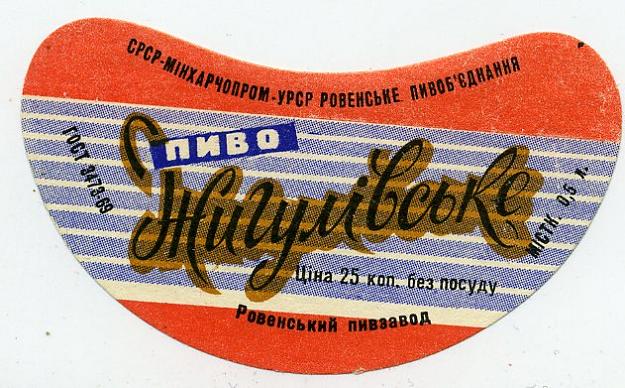 СРСР-МІНХАРЧОПРОМ-УРСР РОВЕНСЬКЕ ПИВОБ'ЄДНАННЯ
ГОСТ 3473-69
ПИВО
Жигулівське
МІСТК. 0,5 л.
Ціна 25 коп. без посуду
Ровенський пивзавод